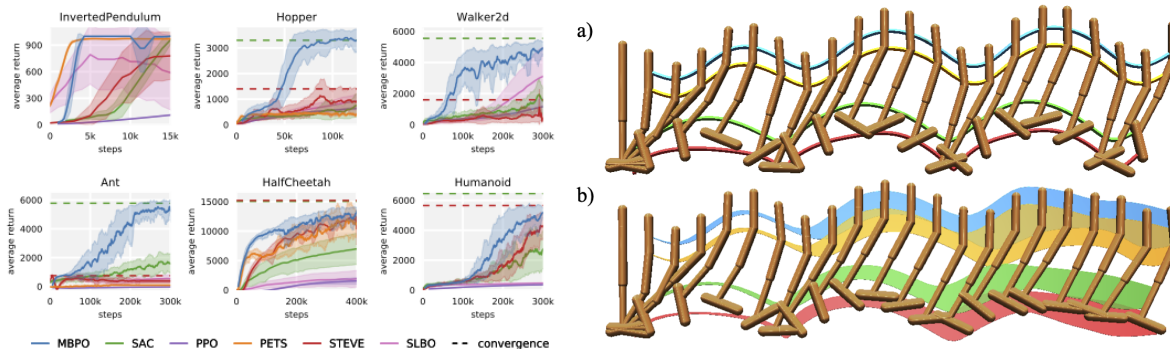 InvertedPendulum
average return
900
600
300
0
0 5k 10k 15k
steps
Hopper
average return
3000
2000
1000
0
0 50k 100k
steps
Walker2d
average return
6000
4000
2000
0
0 100k 200k 300k
steps
Ant
average return
6000
4000
2000
0
0 100k 200k 300k
steps
HalfCheetah
average return
15000
10000
5000
0
0 200k 400k
steps
Humanoid
average return
6000
4000
2000
0
0 100k 200k 300k
steps
MBPO SAC PPO PETS STEVE SLBO convergence
a)
b)